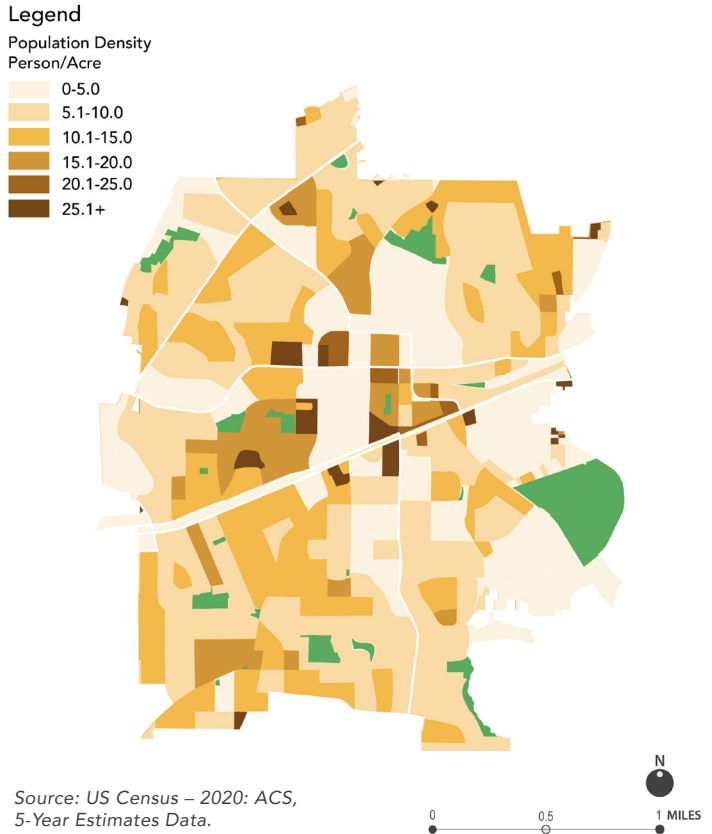 Legend
Population Density
Person/Acre
0-5.0
5.1-10.0
10.1-15.0
15.1-20.0
20.1-25.0
25.1+
Source: US Census – 2020: ACS,
5-Year Estimates Data.
N
0 0.5 1 MILES